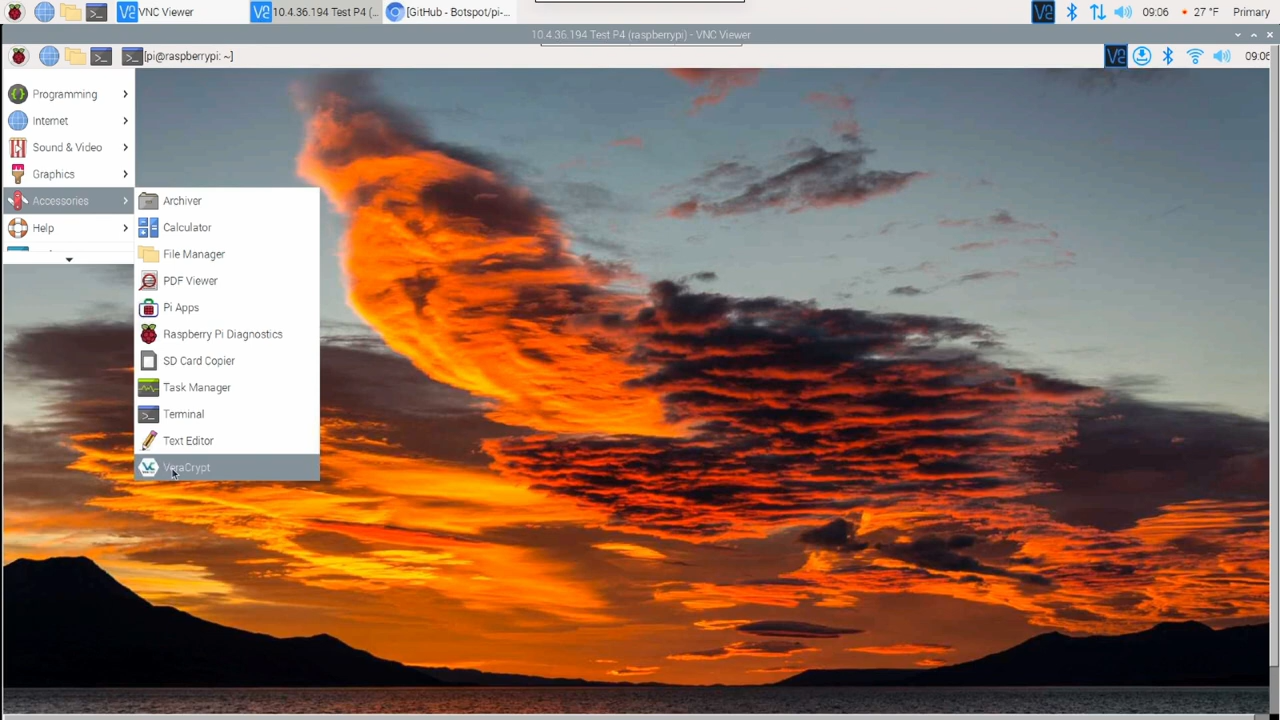 VNC Viewer
10.4.36.194 Test P4 (...
[GitHub - Botspot/pi-...
09:06
27 °F
Primary
10.4.36.194 Test P4 (raspberrypi) - VNC Viewer
[pi@raspberrypi: ~]
09:06
Programming
Internet
Sound & Video
Graphics
Accessories
Help
Archiver
Calculator
File Manager
PDF Viewer
Pi Apps
Raspberry Pi Diagnostics
SD Card Copier
Task Manager
Terminal
Text Editor
VeraCrypt